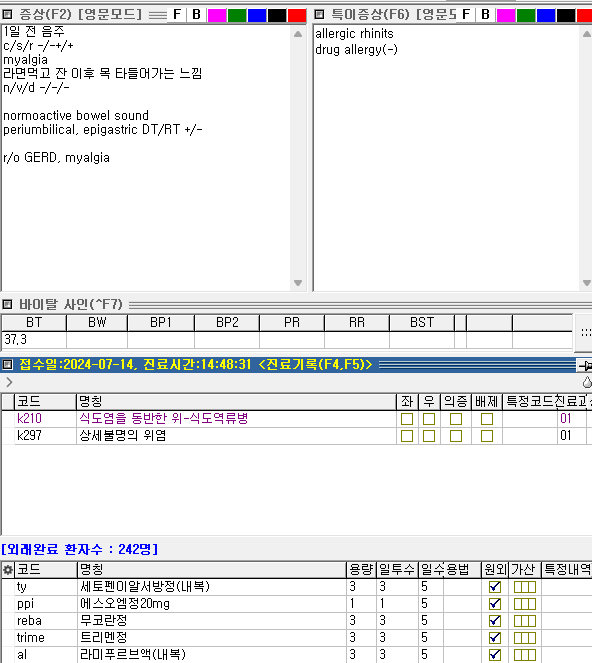 증상(F2) [영문모드] F B
1일 전 음주
c/s/r -/-+/+
myalgia
라면먹고 잔 이후 목 타들어가는 느낌
n/v/d -/-/-
normoactive bowel sound
periumbilical, epigastric DT/RT +/-
r/o GERD, myalgia
특이증상(F6) [영문모 F B
allergic rhinits
drug allergy(-)
바이탈 사인(^F7)
BT BW BP1 BP2 PR RR BST
37.3
접수일:2024-07-14, 진료시간:14:48:31 <진료기록(F4,F5)>
코드 명칭 좌 우 의증 배제 특정코드 진료과
k210 식도염을 동반한 위-식도역류병 01
k297 상세불명의 위염 01
[외래완료 환자수 : 242명]
코드 명칭 용량 일투수 일수 용법 원외 가산 특정내역
ty 세토펜이알서방정(내복) 3 3 5
ppi 에스오엠정20mg 1 1 5
reba 무코란정 3 3 5
trime 트리멘정 3 3 5
al 라미푸르브액(내복) 3 3 5